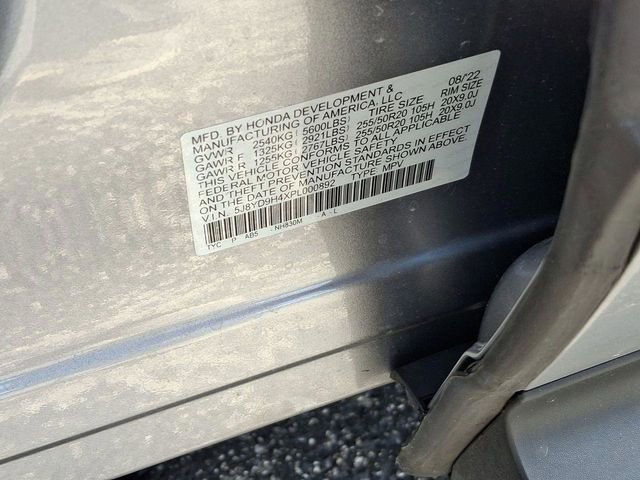 MFD. BY HONDA DEVELOPMENT &
MANUFACTURING OF AMERICA, LLC 08/'22
GVWR 2540KG ( 5600LBS) TIRE SIZE RIM SIZE
GAWR F 1325KG ( 2921LBS) 255/50R20 105H 20X9.0J
GAWR R 1255KG ( 2767LBS) 255/50R20 105H 20X9.0J
THIS VEHICLE CONFORMS TO ALL APPLICABLE
FEDERAL MOTOR VEHICLE SAFETY
AND THEFT PREVENTION STANDARDS IN EFFECT
ON THE DATE OF MANUFACTURE SHOWN ABOVE.
V.I.N. 5J8YD9H4XPL000892 TYPE MPV
TYC P AB5 NH830M A L